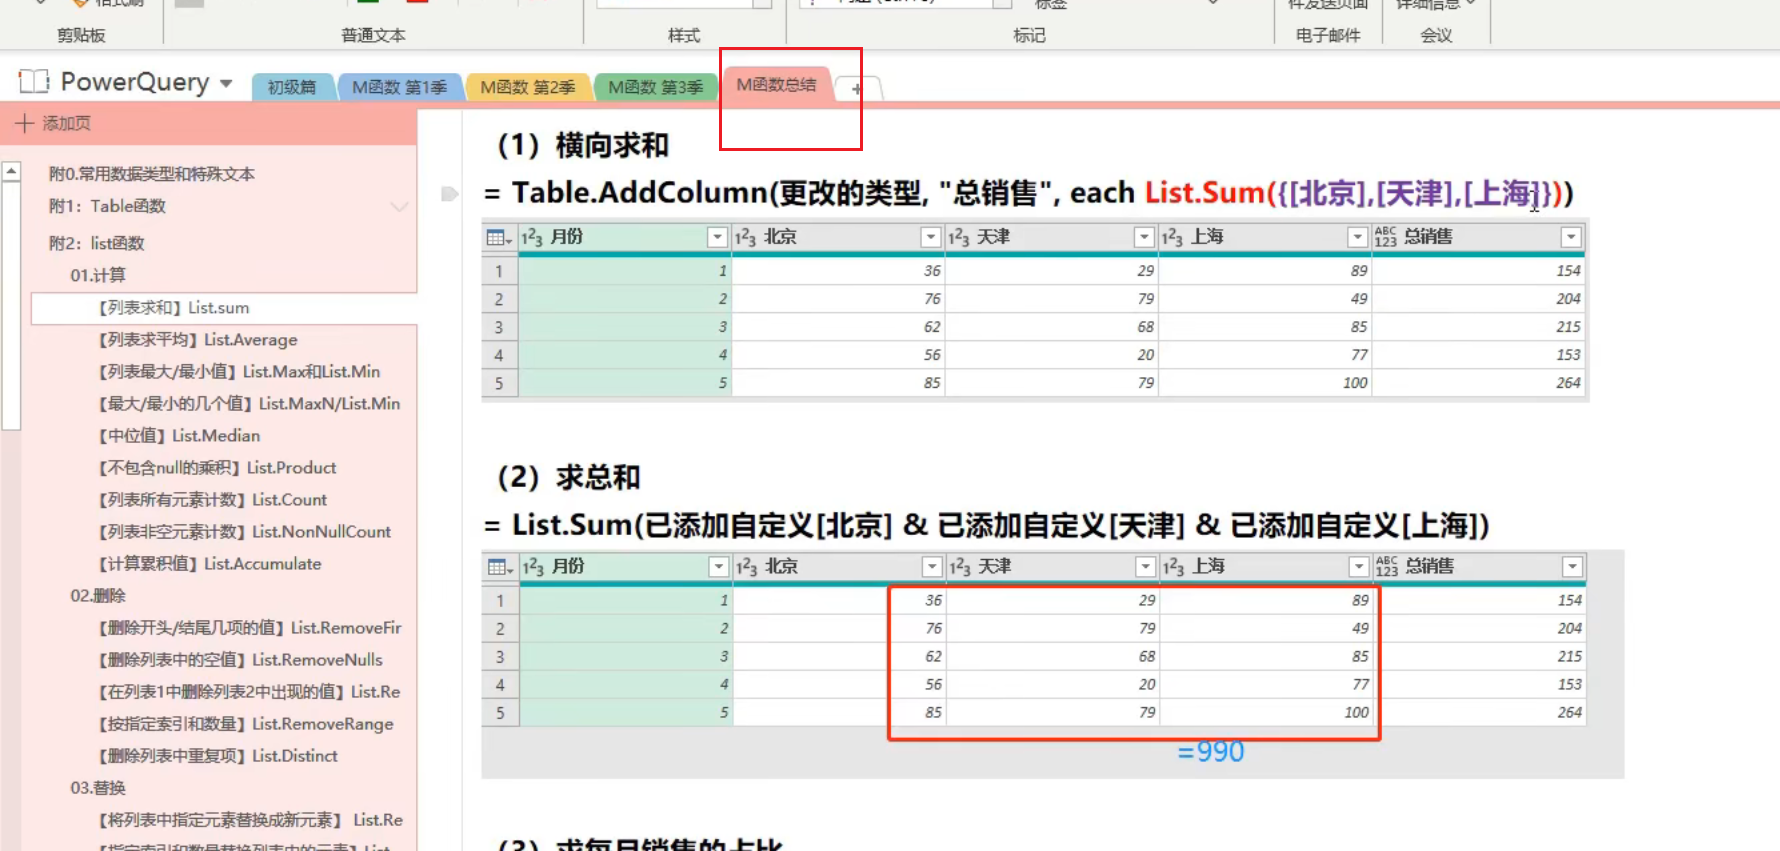 剪贴板
普通文本
样式
标记
电子邮件
会议
PowerQuery
初级篇
M函数 第1季
M函数 第2季
M函数 第3季
M函数总结
+
添加页
附0.常用数据类型和特殊文本
附1：Table函数
附2：list函数
01.计算
【列表求和】List.sum
【列表求平均】List.Average
【列表最大/最小值】List.Max和List.Min
【最大/最小的几个值】List.MaxN/List.Min
【中位值】List.Median
【不包含null的乘积】List.Product
【列表所有元素计数】List.Count
【列表非空元素计数】List.NonNullCount
【计算累积值】List.Accumulate
02.删除
【删除开头/结尾几项的值】List.RemoveFir
【删除列表中的空值】List.RemoveNulls
【在列表1中删除列表2中出现的值】List.Re
【按指定索引和数量】List.RemoveRange
【删除列表中重复项】List.Distinct
03.替换
【将列表中指定元素替换成新元素】 List.Re
（1）横向求和
= Table.AddColumn(更改的类型, "总销售", each List.Sum({[北京],[天津],[上海]}))
1²3 月份 1²3 北京 1²3 天津 1²3 上海 ABC 123 总销售
1 1 36 29 89 154
2 2 76 79 49 204
3 3 62 68 85 215
4 4 56 20 77 153
5 5 85 79 100 264
（2）求总和
= List.Sum(已添加自定义[北京] & 已添加自定义[天津] & 已添加自定义[上海])
1²3 月份 1²3 北京 1²3 天津 1²3 上海 ABC 123 总销售
1 1 36 29 89 154
2 2 76 79 49 204
3 3 62 68 85 215
4 4 56 20 77 153
5 5 85 79 100 264
=990
（3）求每月销售的占比